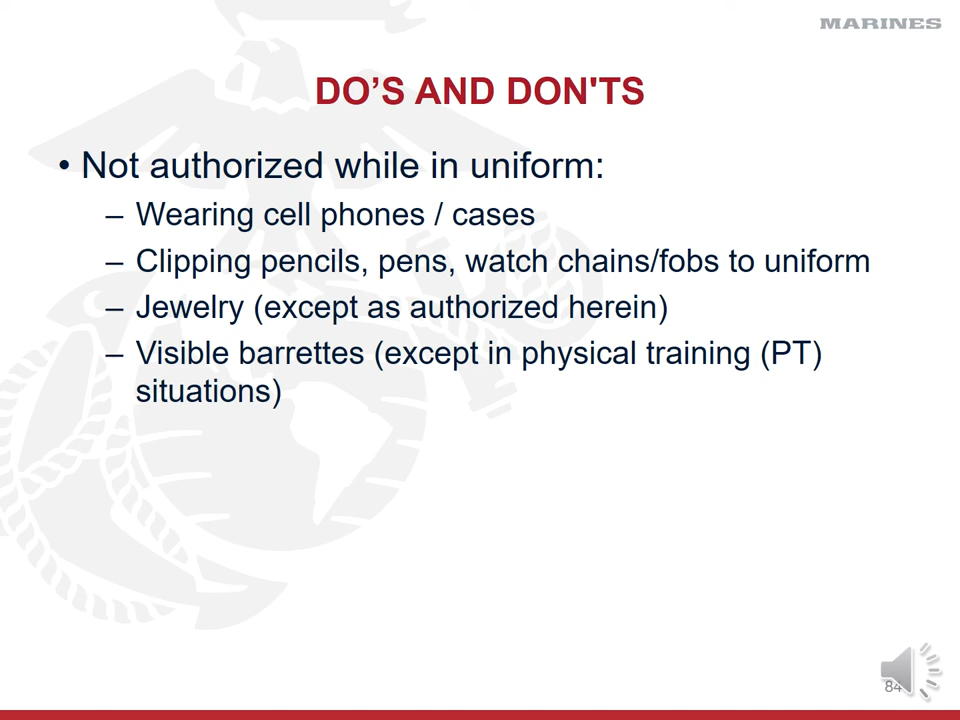 MARINES
DO’S AND DON'TS
• Not authorized while in uniform:
– Wearing cell phones / cases
– Clipping pencils, pens, watch chains/fobs to uniform
– Jewelry (except as authorized herein)
– Visible barrettes (except in physical training (PT)
situations)
84